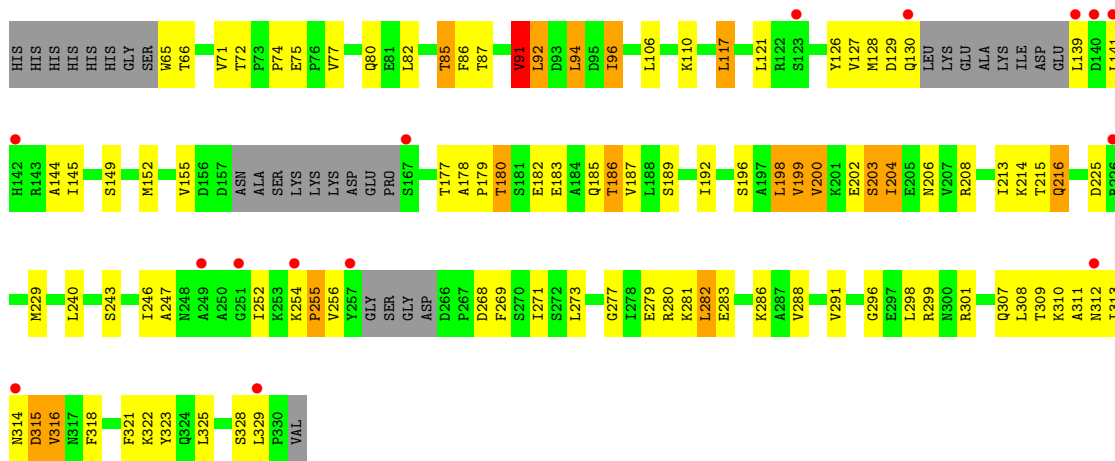 HIS HIS HIS HIS HIS HIS GLY SER W65 T66 V71 T72 P73 P74 E75 P76 V77 Q80 E81 L82 T85 F86 T87 V91 L92 D93 L94 D95 I96 L106 K110 L117 L121 R122 S123 Y126 V127 M128 D129 Q130 LEU LYS GLU ALA LYS ILE ASP GLU L139 D140 L141
H142 R143 A144 I145 S149 M152 V155 D156 D157 ASN ALA SER LYS LYS LYS ASP GLU PRO S167 T177 A178 P179 T180 S181 E182 E183 A184 Q185 T186 V187 L188 S189 I192 S196 A197 L198 V199 V200 K201 E202 S203 I204 E205 N206 V207 R208 I213 K214 T215 Q216 D225
M229 L240 S243 I246 A247 N248 A249 A250 G251 I252 K253 K254 P255 V256 Y257 GLY SER GLY ASP D266 P267 D268 F269 S270 I271 S272 L273 G277 I278 E279 R280 K281 L282 E283 K286 A287 V288 V291 G296 E297 L298 R299 N300 R301 Q307 L308 T309 K310 A311 N312
N314 D315 V316 N317 F318 F321 K322 Y323 Q324 L325 S328 L329 P330 VAL